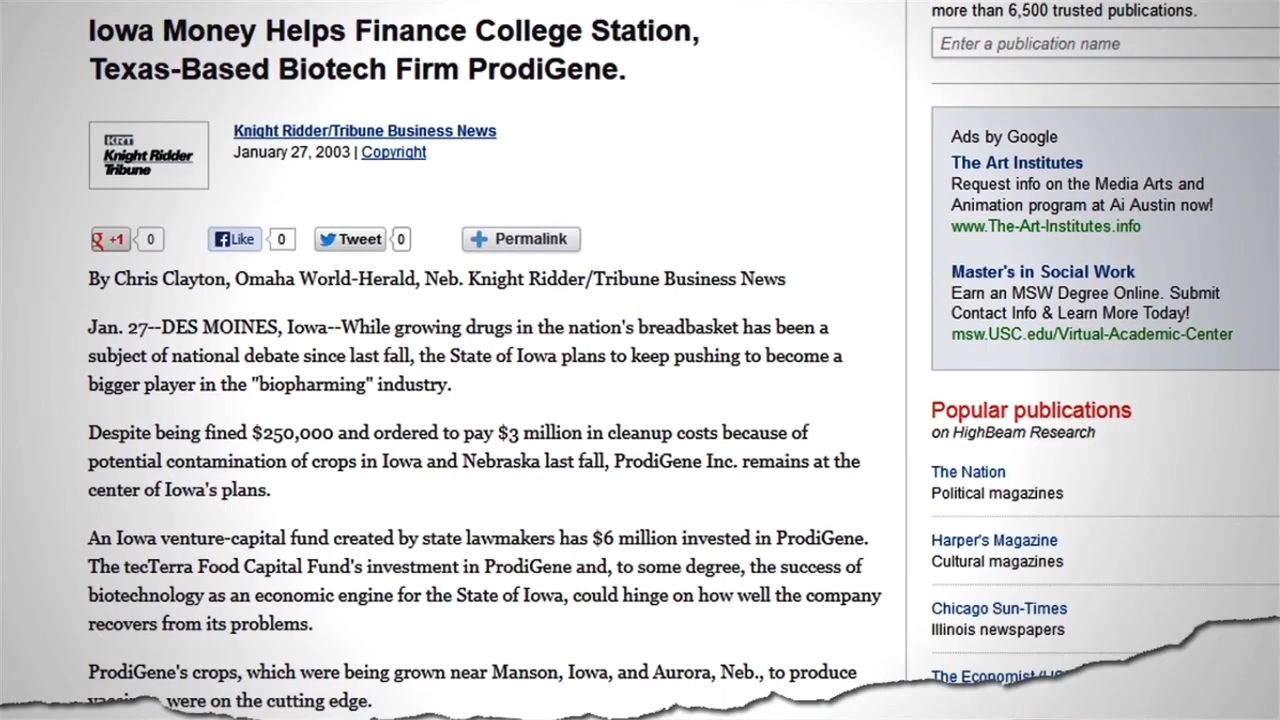 Iowa Money Helps Finance College Station,
Texas-Based Biotech Firm ProdiGene.
KRT
Knight Ridder
Tribune
Knight Ridder/Tribune Business News
January 27, 2003 | Copyright
g +1 0
Like 0
Tweet 0
Permalink
By Chris Clayton, Omaha World-Herald, Neb. Knight Ridder/Tribune Business News
Jan. 27--DES MOINES, Iowa--While growing drugs in the nation's breadbasket has been a
subject of national debate since last fall, the State of Iowa plans to keep pushing to become a
bigger player in the "biopharming" industry.
Despite being fined $250,000 and ordered to pay $3 million in cleanup costs because of
potential contamination of crops in Iowa and Nebraska last fall, ProdiGene Inc. remains at the
center of Iowa's plans.
An Iowa venture-capital fund created by state lawmakers has $6 million invested in ProdiGene.
The tecTerra Food Capital Fund's investment in ProdiGene and, to some degree, the success of
biotechnology as an economic engine for the State of Iowa, could hinge on how well the company
recovers from its problems.
ProdiGene's crops, which were being grown near Manson, Iowa, and Aurora, Neb., to produce
were on the cutting edge.
more than 6,500 trusted publications.
Enter a publication name
Ads by Google
The Art Institutes
Request info on the Media Arts and
Animation program at Ai Austin now!
www.The-Art-Institutes.info
Master's in Social Work
Earn an MSW Degree Online. Submit
Contact Info & Learn More Today!
msw.USC.edu/Virtual-Academic-Center
Popular publications
on HighBeam Research
The Nation
Political magazines
Harper's Magazine
Cultural magazines
Chicago Sun-Times
Illinois newspapers
The Economist